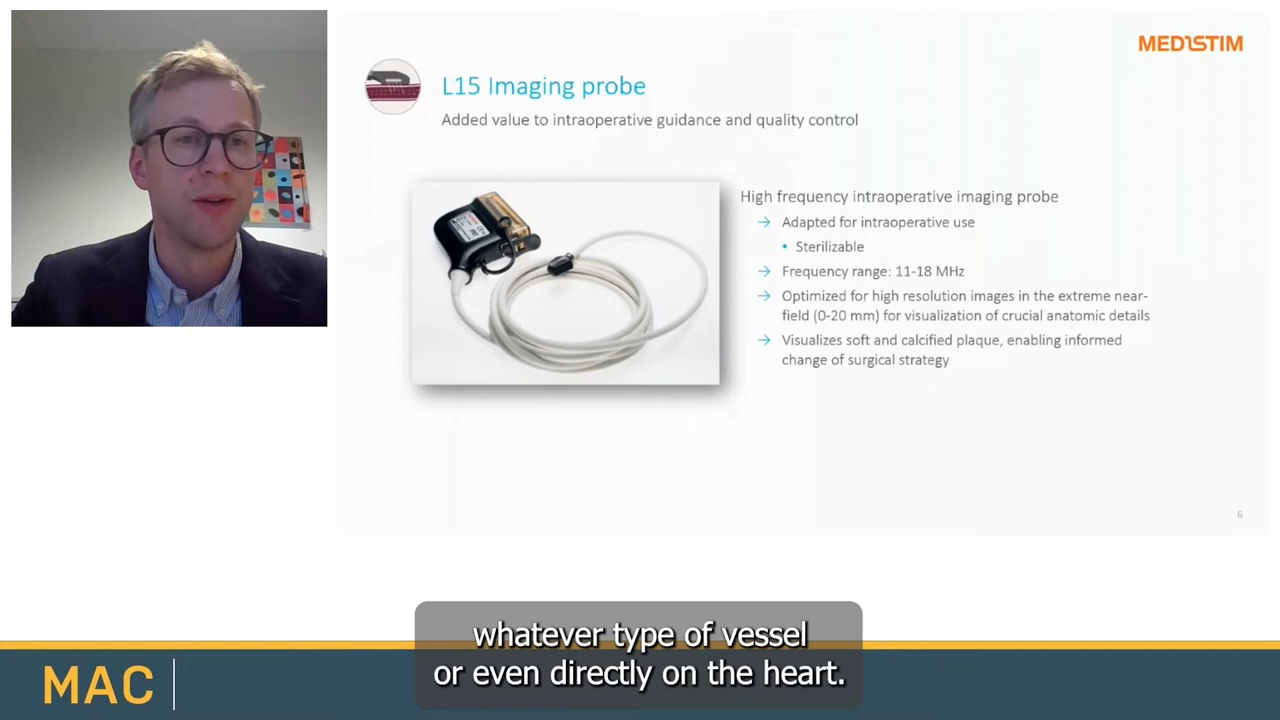 MEDISTIM
L15 Imaging probe
Added value to intraoperative guidance and quality control
High frequency intraoperative imaging probe
→ Adapted for intraoperative use
• Sterilizable
→ Frequency range: 11-18 MHz
→ Optimized for high resolution images in the extreme near-
field (0-20 mm) for visualization of crucial anatomic details
→ Visualizes soft and calcified plaque, enabling informed
change of surgical strategy
6
whatever type of vessel
or even directly on the heart.
MAC